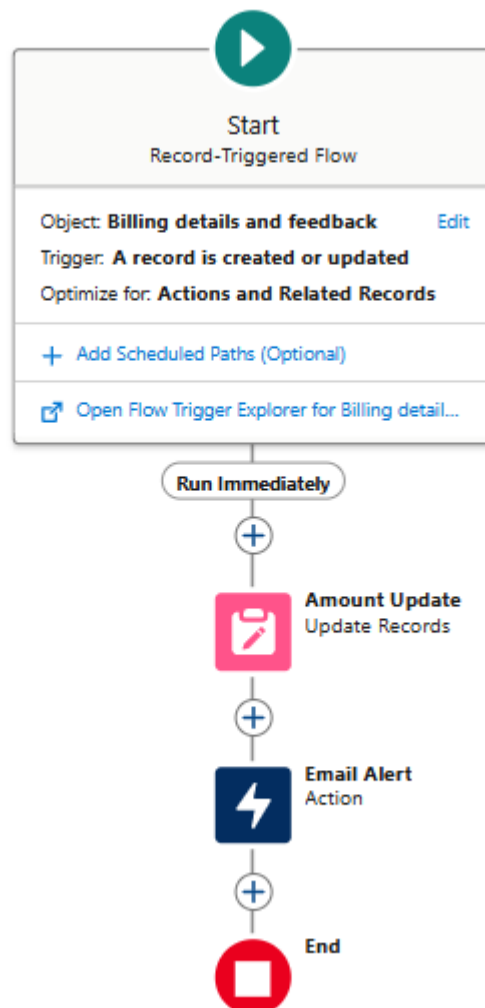 Start
Record-Triggered Flow
Object: Billing details and feedback Edit
Trigger: A record is created or updated
Optimize for: Actions and Related Records
+ Add Scheduled Paths (Optional)
Open Flow Trigger Explorer for Billing detail...
Run Immediately
Amount Update
Update Records
Email Alert
Action
End